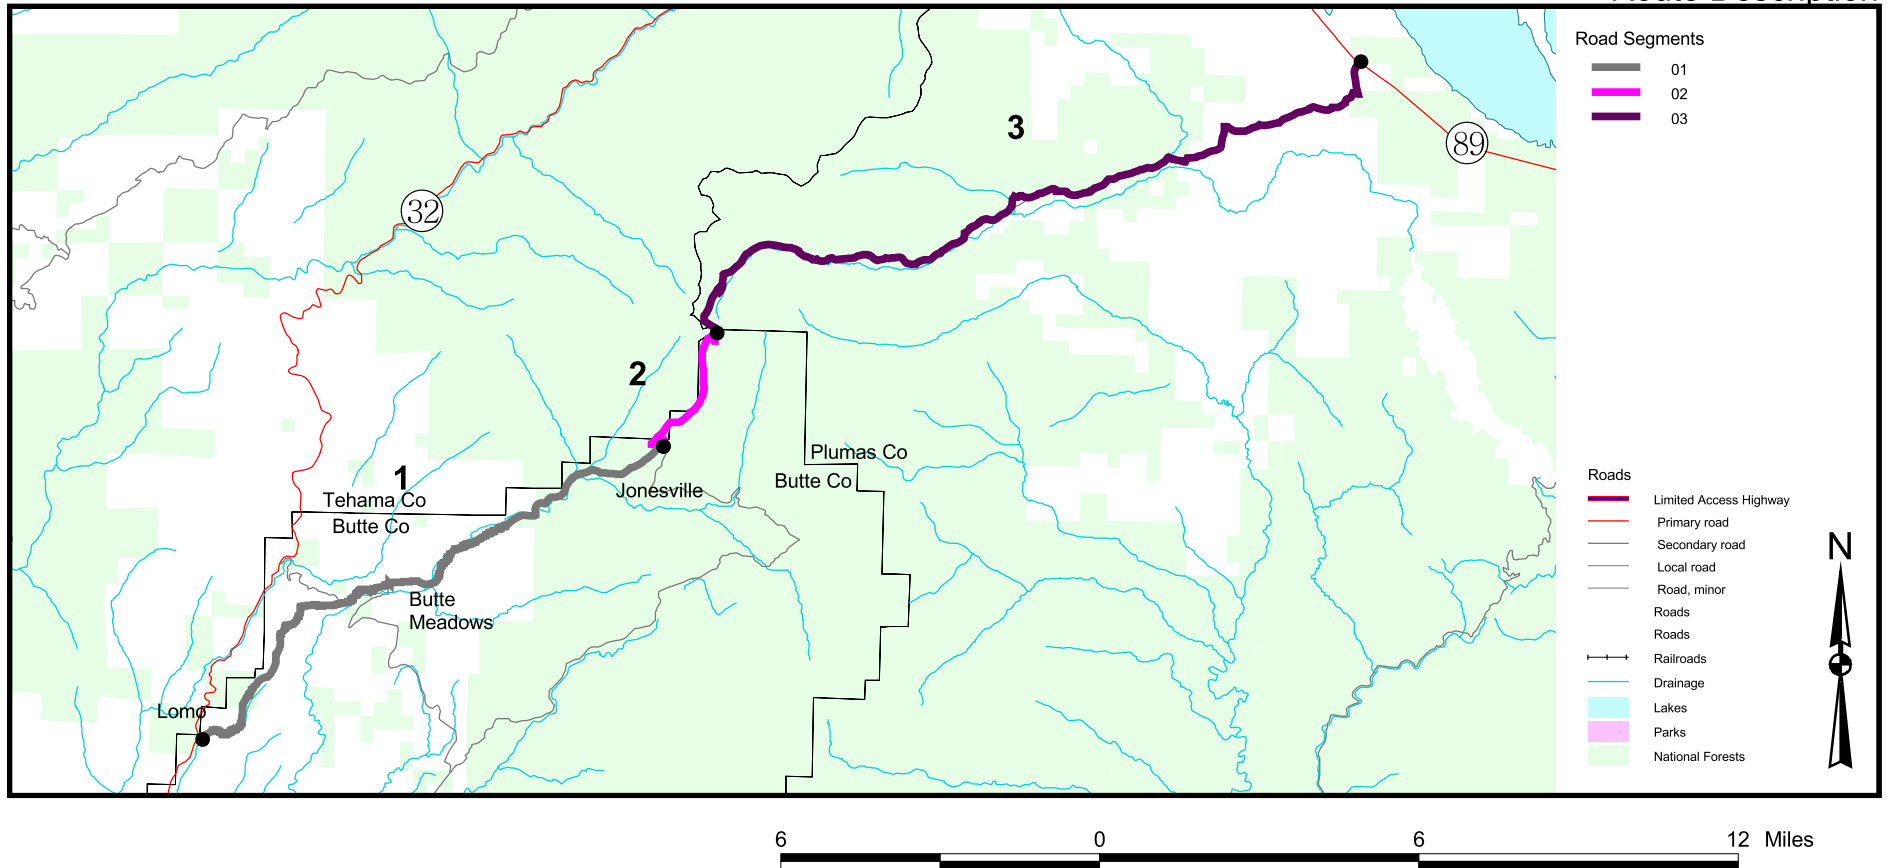 Route Description
Road Segments
01
02
03
3
89
32
2
1
Tehama Co
Butte Co
Jonesville
Plumas Co
Butte Co
Butte
Meadows
Lomo
Roads
Limited Access Highway
Primary road
Secondary road
Local road
Road, minor
Roads
Roads
Railroads
Drainage
Lakes
Parks
National Forests
N
6 0 6 12 Miles